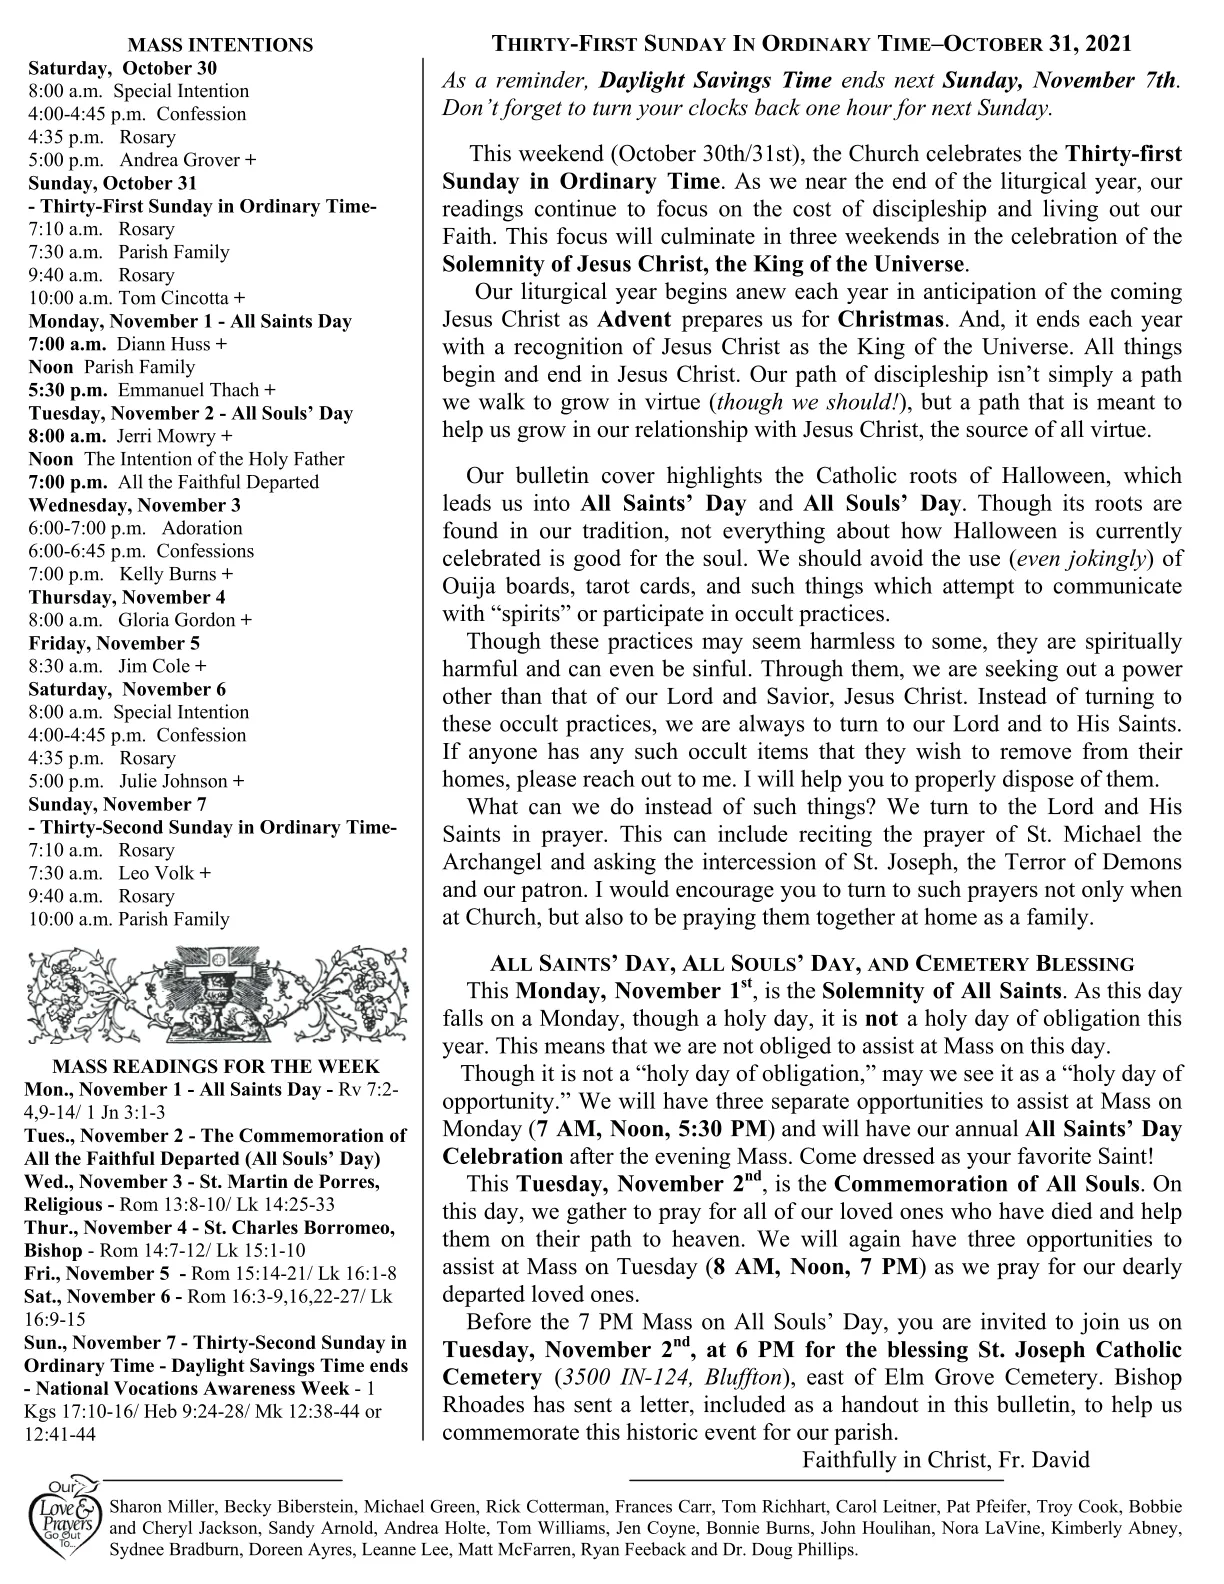 MASS INTENTIONS
Saturday,  October 30
8:00 a.m.  Special Intention
4:00-4:45 p.m.  Confession
4:35 p.m.   Rosary
5:00 p.m.   Andrea Grover +
Sunday, October 31
- Thirty-First Sunday in Ordinary Time-
7:10 a.m.   Rosary
7:30 a.m.   Parish Family
9:40 a.m.   Rosary
10:00 a.m. Tom Cincotta +
Monday, November 1 - All Saints Day
7:00 a.m.  Diann Huss +
Noon  Parish Family
5:30 p.m.  Emmanuel Thach +
Tuesday, November 2 - All Souls’ Day
8:00 a.m.  Jerri Mowry +
Noon  The Intention of the Holy Father
7:00 p.m.  All the Faithful Departed
Wednesday, November 3
6:00-7:00 p.m.   Adoration
6:00-6:45 p.m.  Confessions
7:00 p.m.   Kelly Burns +
Thursday, November 4
8:00 a.m.   Gloria Gordon +
Friday, November 5
8:30 a.m.   Jim Cole +
Saturday,  November 6
8:00 a.m.  Special Intention
4:00-4:45 p.m.  Confession
4:35 p.m.   Rosary
5:00 p.m.   Julie Johnson +
Sunday, November 7
- Thirty-Second Sunday in Ordinary Time-
7:10 a.m.   Rosary
7:30 a.m.   Leo Volk +
9:40 a.m.   Rosary
10:00 a.m. Parish Family
MASS READINGS FOR THE WEEK
Mon., November 1 - All Saints Day - Rv 7:2-
4,9-14/ 1 Jn 3:1-3
Tues., November 2 - The Commemoration of
All the Faithful Departed (All Souls’ Day)
Wed., November 3 - St. Martin de Porres,
Religious - Rom 13:8-10/ Lk 14:25-33
Thur., November 4 - St. Charles Borromeo,
Bishop - Rom 14:7-12/ Lk 15:1-10
Fri., November 5  - Rom 15:14-21/ Lk 16:1-8
Sat., November 6 - Rom 16:3-9,16,22-27/ Lk
16:9-15
Sun., November 7 - Thirty-Second Sunday in
Ordinary Time - Daylight Savings Time ends
- National Vocations Awareness Week - 1
Kgs 17:10-16/ Heb 9:24-28/ Mk 12:38-44 or
12:41-44
THIRTY-FIRST SUNDAY IN ORDINARY TIME–OCTOBER 31, 2021
As a reminder, Daylight Savings Time ends next Sunday, November 7th.
Don’t forget to turn your clocks back one hour for next Sunday.
This weekend (October 30th/31st), the Church celebrates the Thirty-first
Sunday in Ordinary Time. As we near the end of the liturgical year, our
readings continue to focus on the cost of discipleship and living out our
Faith. This focus will culminate in three weekends in the celebration of the
Solemnity of Jesus Christ, the King of the Universe.
Our liturgical year begins anew each year in anticipation of the coming
Jesus Christ as Advent prepares us for Christmas. And, it ends each year
with a recognition of Jesus Christ as the King of the Universe. All things
begin and end in Jesus Christ. Our path of discipleship isn’t simply a path
we walk to grow in virtue (though we should!), but a path that is meant to
help us grow in our relationship with Jesus Christ, the source of all virtue.
Our bulletin cover highlights the Catholic roots of Halloween, which
leads us into All Saints’ Day and All Souls’ Day. Though its roots are
found in our tradition, not everything about how Halloween is currently
celebrated is good for the soul. We should avoid the use (even jokingly) of
Ouija boards, tarot cards, and such things which attempt to communicate
with “spirits” or participate in occult practices.
Though these practices may seem harmless to some, they are spiritually
harmful and can even be sinful. Through them, we are seeking out a power
other than that of our Lord and Savior, Jesus Christ. Instead of turning to
these occult practices, we are always to turn to our Lord and to His Saints.
If anyone has any such occult items that they wish to remove from their
homes, please reach out to me. I will help you to properly dispose of them.
What can we do instead of such things? We turn to the Lord and His
Saints in prayer. This can include reciting the prayer of St. Michael the
Archangel and asking the intercession of St. Joseph, the Terror of Demons
and our patron. I would encourage you to turn to such prayers not only when
at Church, but also to be praying them together at home as a family.
ALL SAINTS’ DAY, ALL SOULS’ DAY, AND CEMETERY BLESSING
This Monday, November 1st, is the Solemnity of All Saints. As this day
falls on a Monday, though a holy day, it is not a holy day of obligation this
year. This means that we are not obliged to assist at Mass on this day.
Though it is not a “holy day of obligation,” may we see it as a “holy day of
opportunity.” We will have three separate opportunities to assist at Mass on
Monday (7 AM, Noon, 5:30 PM) and will have our annual All Saints’ Day
Celebration after the evening Mass. Come dressed as your favorite Saint!
This Tuesday, November 2nd, is the Commemoration of All Souls. On
this day, we gather to pray for all of our loved ones who have died and help
them on their path to heaven. We will again have three opportunities to
assist at Mass on Tuesday (8 AM, Noon, 7 PM) as we pray for our dearly
departed loved ones.
Before the 7 PM Mass on All Souls’ Day, you are invited to join us on
Tuesday, November 2nd, at 6 PM for the blessing St. Joseph Catholic
Cemetery (3500 IN-124, Bluffton), east of Elm Grove Cemetery. Bishop
Rhoades has sent a letter, included as a handout in this bulletin, to help us
commemorate this historic event for our parish.
Faithfully in Christ, Fr. David
Our
Love &
Prayers
Go Out
To...
Sharon Miller, Becky Biberstein, Michael Green, Rick Cotterman, Frances Carr, Tom Richhart, Carol Leitner, Pat Pfeifer, Troy Cook, Bobbie
and Cheryl Jackson, Sandy Arnold, Andrea Holte, Tom Williams, Jen Coyne, Bonnie Burns, John Houlihan, Nora LaVine, Kimberly Abney,
Sydnee Bradburn, Doreen Ayres, Leanne Lee, Matt McFarren, Ryan Feeback and Dr. Doug Phillips.